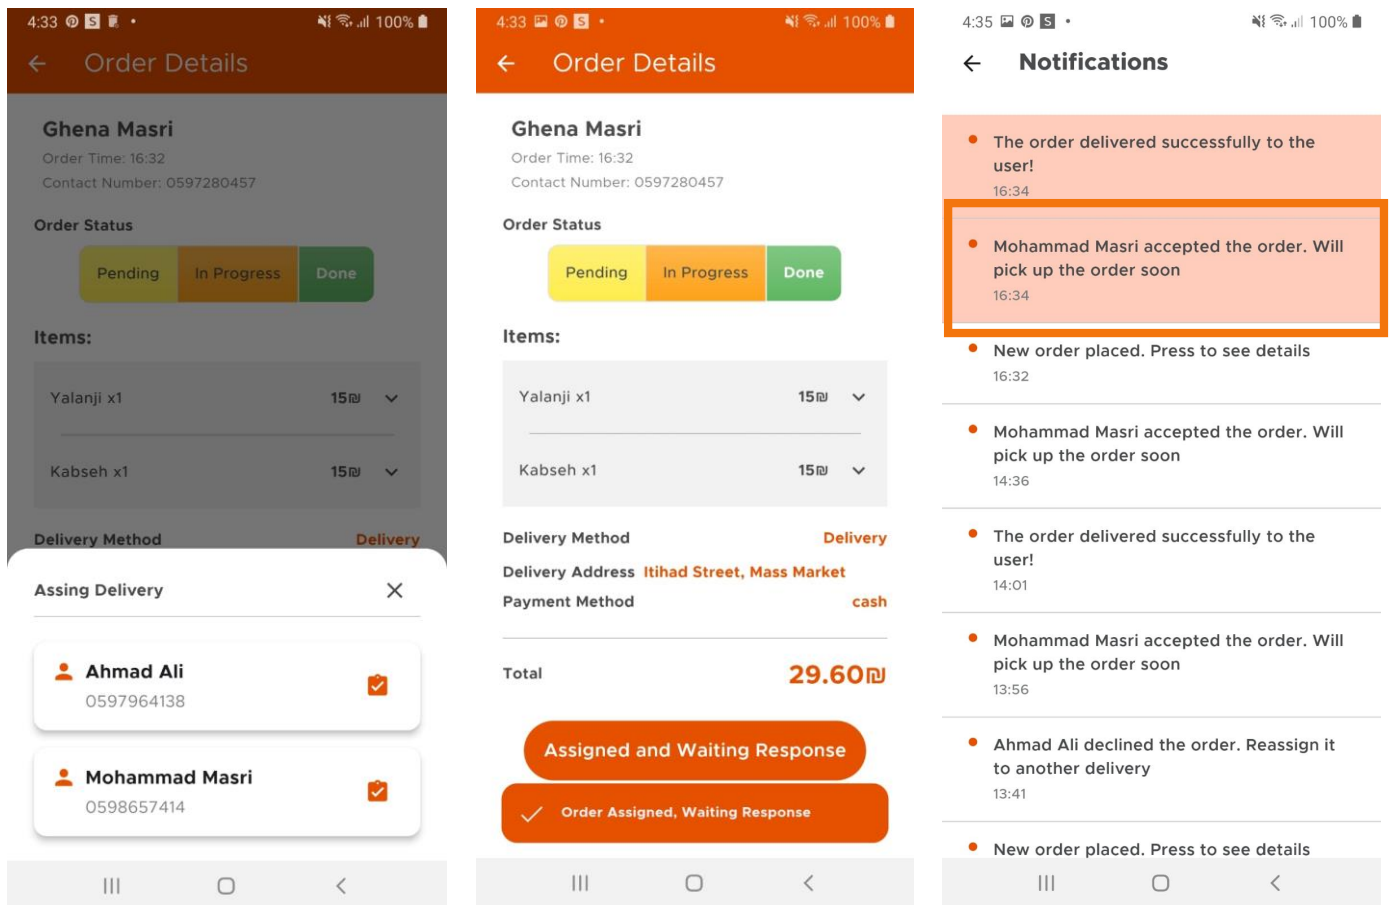 4:33 S 100%
Order Details
Ghena Masri
Order Time: 16:32
Contact Number: 0597280457
Order Status
Pending In Progress Done
Items:
Yalanji x1 15₪
Kabseh x1 15₪
Delivery Method Delivery
Assing Delivery
Ahmad Ali
0597964138
Mohammad Masri
0598657414
4:33 S 100%
Order Details
Ghena Masri
Order Time: 16:32
Contact Number: 0597280457
Order Status
Pending In Progress Done
Items:
Yalanji x1 15₪
Kabseh x1 15₪
Delivery Method Delivery
Delivery Address Itihad Street, Mass Market
Payment Method cash
Total 29.60₪
Assigned and Waiting Response
Order Assigned, Waiting Response
4:35 S 100%
Notifications
The order delivered successfully to the
user!
16:34
Mohammad Masri accepted the order. Will
pick up the order soon
16:34
New order placed. Press to see details
16:32
Mohammad Masri accepted the order. Will
pick up the order soon
14:36
The order delivered successfully to the
user!
14:01
Mohammad Masri accepted the order. Will
pick up the order soon
13:56
Ahmad Ali declined the order. Reassign it
to another delivery
13:41
New order placed. Press to see details